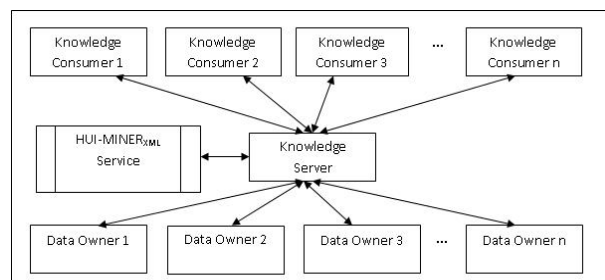 Knowledge Consumer 1
Knowledge Consumer 2
Knowledge Consumer 3
...
Knowledge Consumer n
HUI-MINERXML Service
Knowledge Server
Data Owner 1
Data Owner 2
Data Owner 3
...
Data Owner n